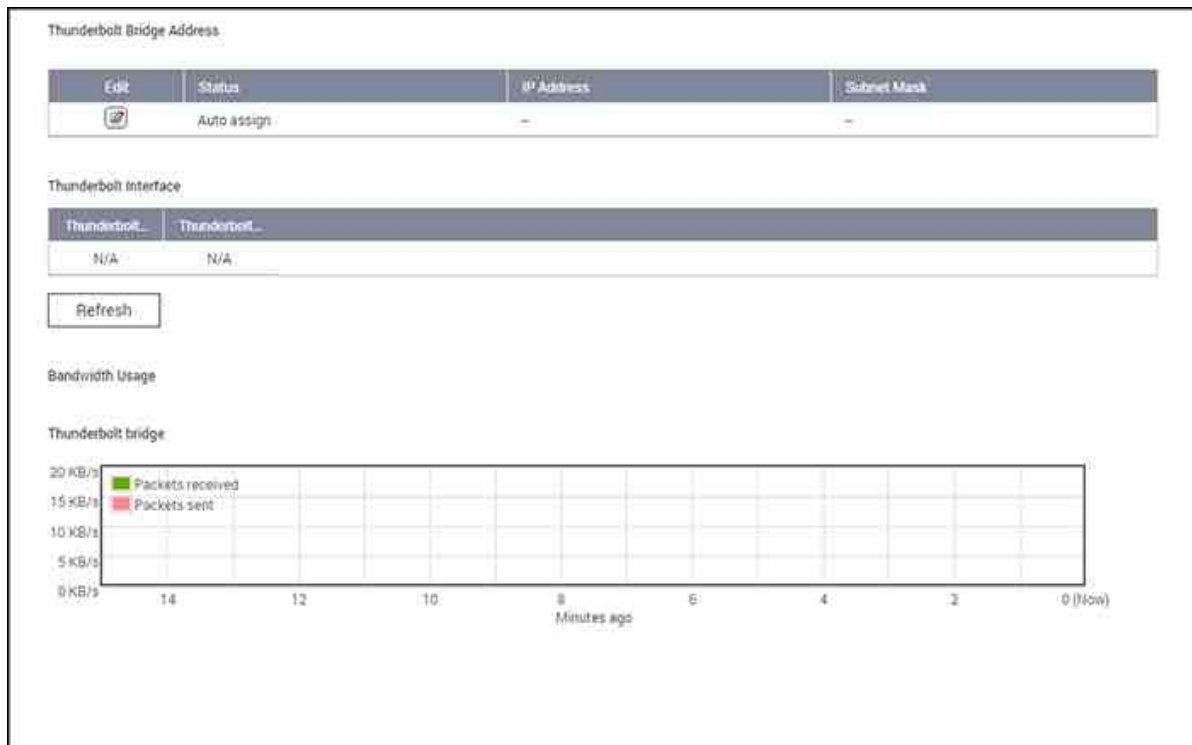 Thunderbolt Bridge Address
Edit Status IP Address Subnet Mask
Auto assign – –
Thunderbolt Interface
Thunderbolt... Thunderbolt...
N/A N/A
Refresh
Bandwidth Usage
Thunderbolt bridge
20 KB/s
Packets received
15 KB/s
Packets sent
10 KB/s
5 KB/s
0 KB/s
14 12 10 8 6 4 2 0 (Now)
Minutes ago